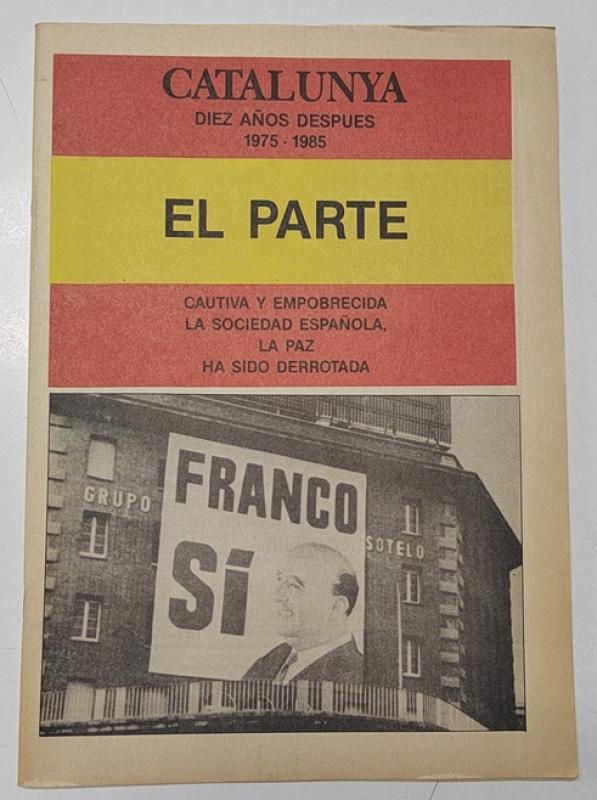 CATALUNYA
DIEZ AÑOS DESPUES
1975 - 1985
EL PARTE
CAUTIVA Y EMPOBRECIDA
LA SOCIEDAD ESPAÑOLA,
LA PAZ
HA SIDO DERROTADA
FRANCO
SÍ
GRUPO
SOTELO